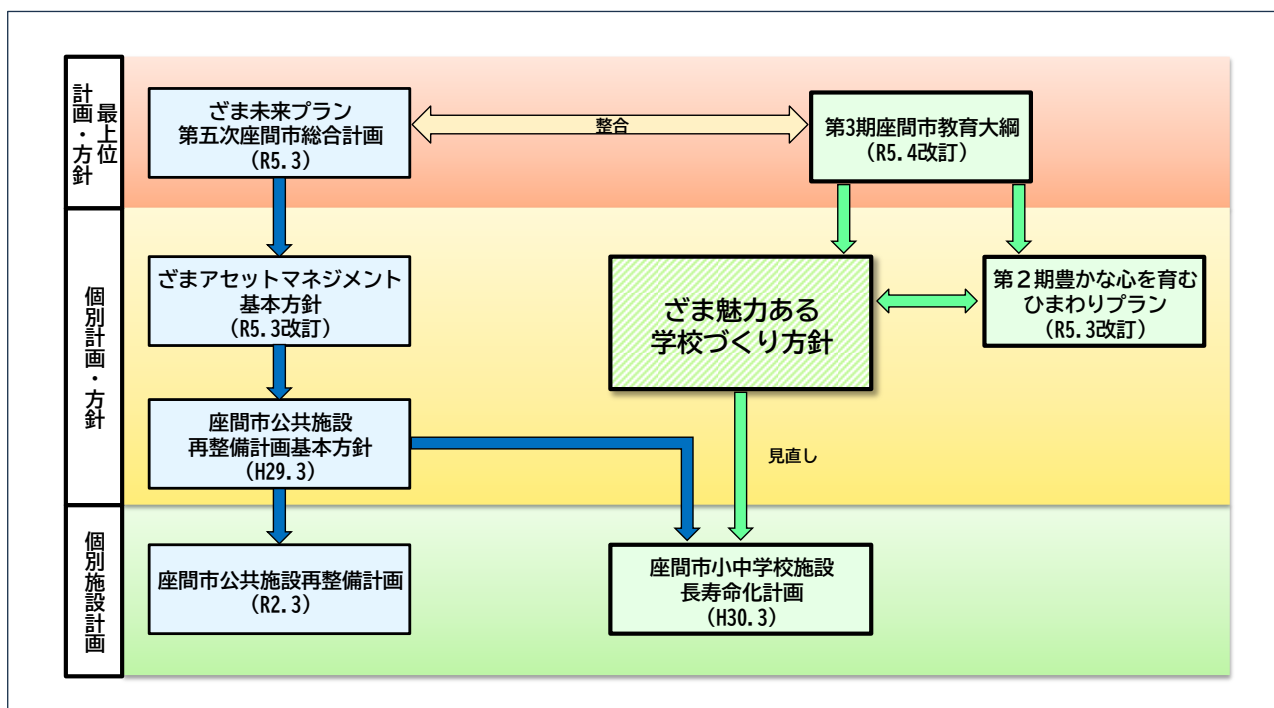 最上位
計画・方針
ざま未来プラン
第五次座間市総合計画
(R5.3)
整合
第3期座間市教育大綱
(R5.4改訂)
個別計画・方針
ざまアセットマネジメント
基本方針
(R5.3改訂)
ざま魅力ある
学校づくり方針
第２期豊かな心を育む
ひまわりプラン
(R5.3改訂)
座間市公共施設
再整備計画基本方針
(H29.3)
見直し
個別施設計画
座間市公共施設再整備計画
(R2.3)
座間市小中学校施設
長寿命化計画
(H30.3)